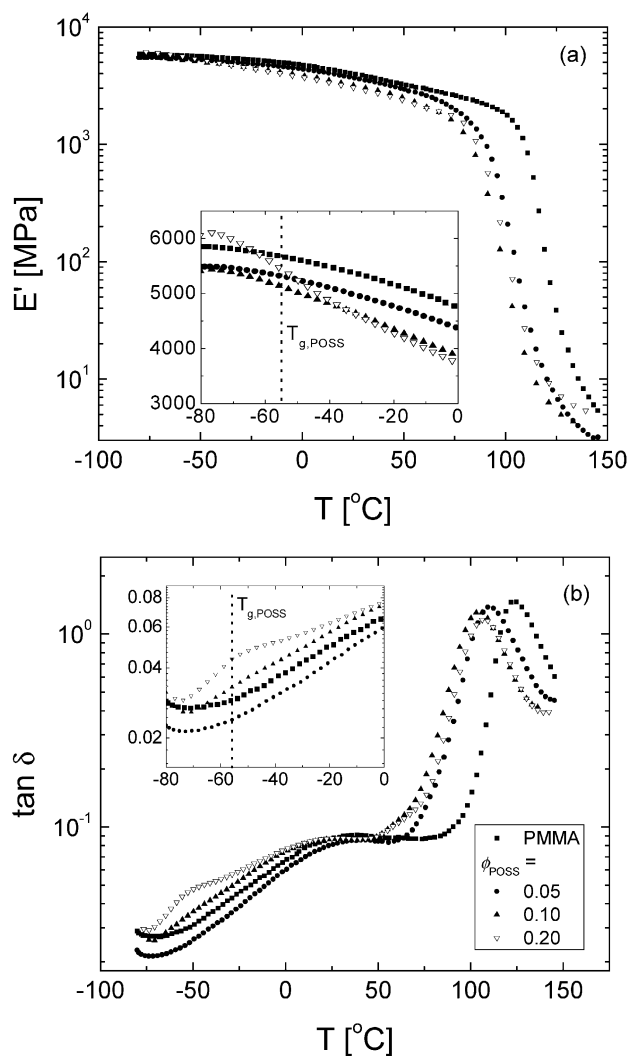 (a)
10⁴
10³
10²
10¹
E' [MPa]
6000
5000
4000
3000
-80 -60 -40 -20 0
T_g,POSS
-100 -50 0 50 100 150
T [°C]
(b)
10⁰
10⁻¹
tan δ
0.08
0.06
0.04
0.02
-80 -60 -40 -20 0
T_g,POSS
PMMA
ϕ_POSS =
0.05
0.10
0.20
-100 -50 0 50 100 150
T [°C]